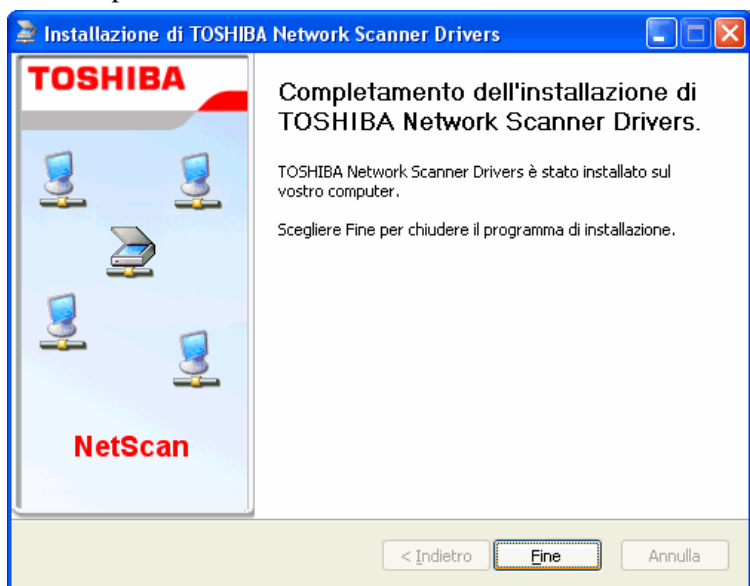 Installazione di TOSHIBA Network Scanner Drivers
TOSHIBA
Completamento dell'installazione di
TOSHIBA Network Scanner Drivers.
TOSHIBA Network Scanner Drivers è stato installato sul
vostro computer.
Scegliere Fine per chiudere il programma di installazione.
NetScan
< Indietro
Fine
Annulla